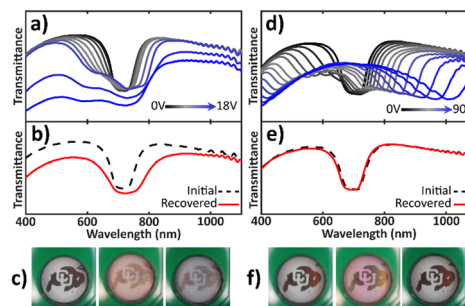 a)
Transmittance
0V
18V
b)
Transmittance
Initial
Recovered
400 600 800 1000
Wavelength (nm)
c)
d)
Transmittance
0V
90
e)
Transmittance
Initial
Recovered
400 600 800 1000
Wavelength (nm)
f)